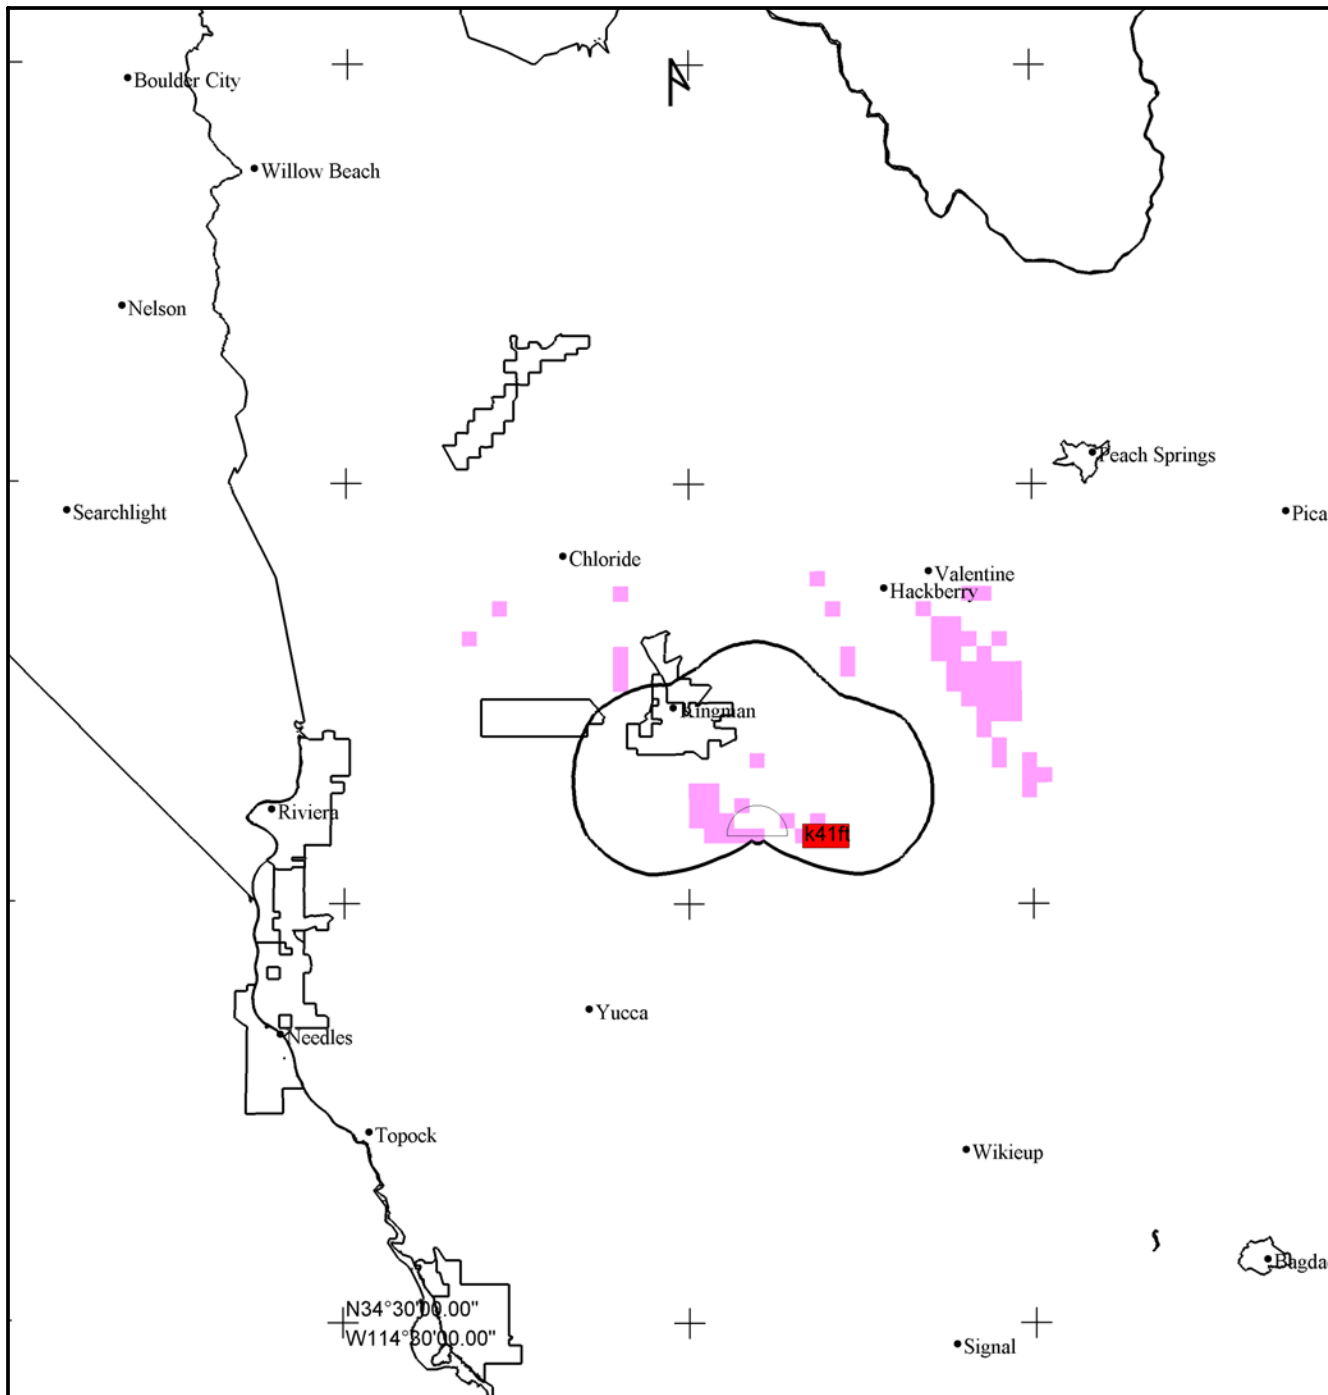 Boulder City
Willow Beach
Nelson
Peach Springs
Searchlight
Pica
Chloride
Valentine
Hackberry
Kingman
Riviera
k41ft
Yucca
Needles
Topock
Wikieup
Bagda
N34°30'00.00"
W114°30'00.00"
Signal